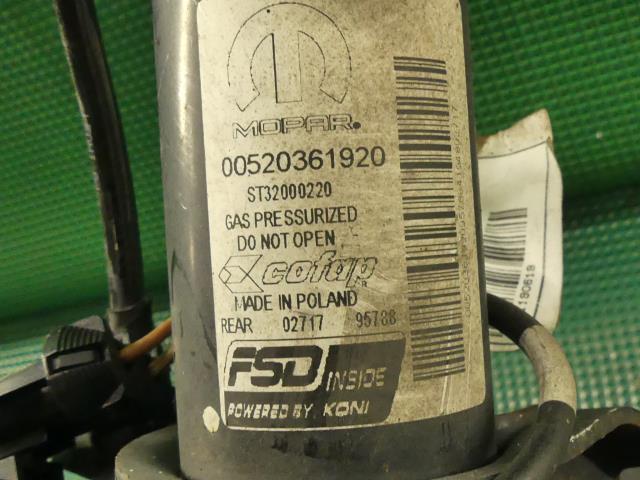 MOPAR®
00520361920
ST32000220
GAS PRESSURIZED
DO NOT OPEN
cofap
MADE IN POLAND
REAR 02717 95788
FSD INSIDE
POWERED BY KONI